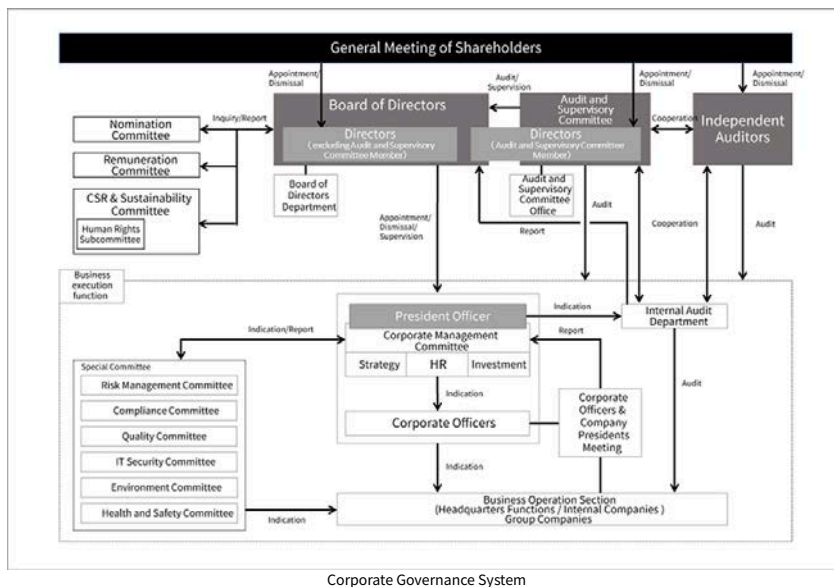 General Meeting of Shareholders
Appointment/
Dismissal
Audit/
Supervision
Appointment/
Dismissal
Appointment/
Dismissal
Board of Directors
Audit and
Supervisory
Committee
Independent
Auditors
Cooperation
Directors
(excluding Audit and Supervisory
Committee Member)
Directors
(Audit and Supervisory Committee
Member)
Nomination
Committee
Inquiry/Report
Remuneration
Committee
CSR & Sustainability
Committee
Human Rights
Subcommittee
Board of
Directors
Department
Audit and
Supervisory
Committee Office
Appointment/
Dismissal/
Supervision
Report
Audit
Cooperation
Audit
Business
execution
function
President Officer
Indication
Internal Audit
Department
Corporate Management
Committee
Indication/Report
Report
Strategy
HR
Investment
Indication
Audit
Corporate Officers
Corporate
Officers &
Company
Presidents
Meeting
Indication
Special Committee
Risk Management Committee
Compliance Committee
Quality Committee
IT Security Committee
Environment Committee
Health and Safety Committee
Indication
Business Operation Section
(Headquarters Functions / Internal Companies )
Group Companies
Corporate Governance System